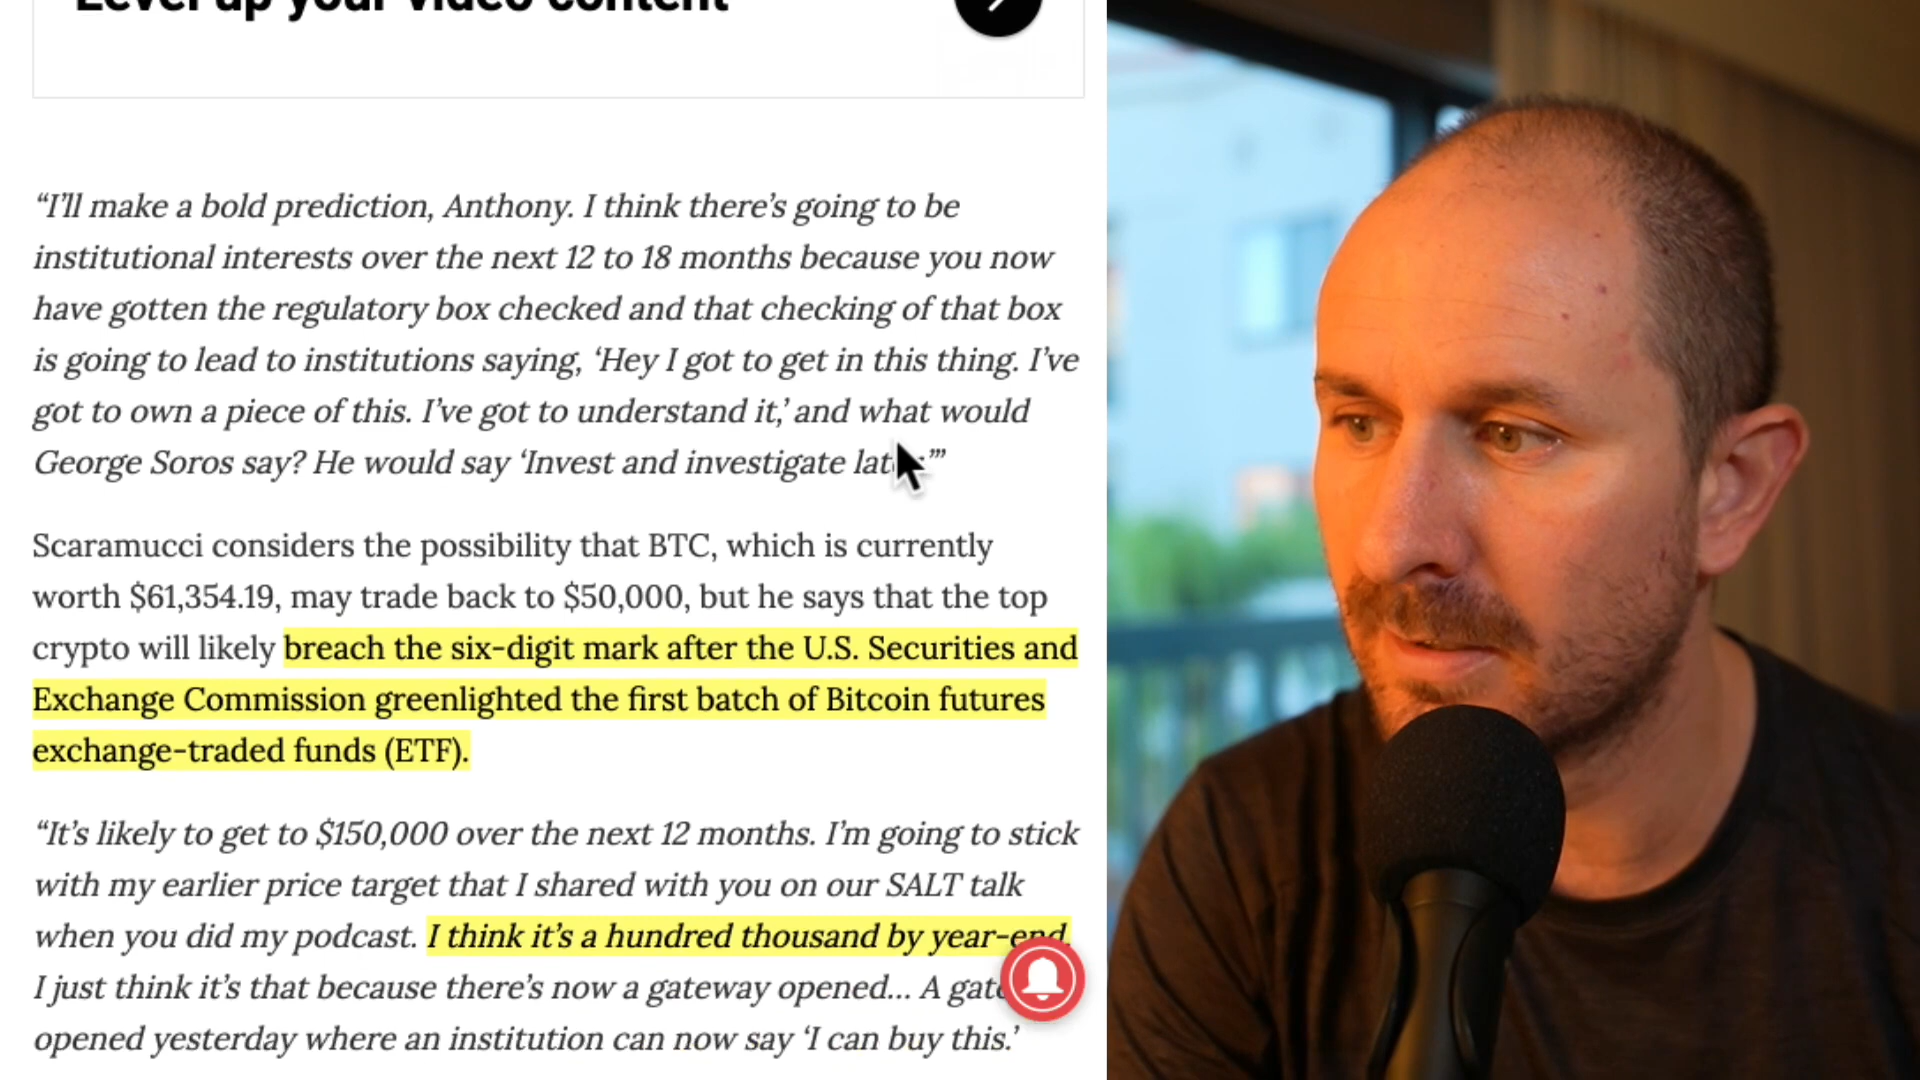 Level up your video content
“I’ll make a bold prediction, Anthony. I think there’s going to be
institutional interests over the next 12 to 18 months because you now
have gotten the regulatory box checked and that checking of that box
is going to lead to institutions saying, ‘Hey I got to get in this thing. I’ve
got to own a piece of this. I’ve got to understand it,’ and what would
George Soros say? He would say ‘Invest and investigate later.’”
Scaramucci considers the possibility that BTC, which is currently
worth $61,354.19, may trade back to $50,000, but he says that the top
crypto will likely breach the six-digit mark after the U.S. Securities and
Exchange Commission greenlighted the first batch of Bitcoin futures
exchange-traded funds (ETF).
“It’s likely to get to $150,000 over the next 12 months. I’m going to stick
with my earlier price target that I shared with you on our SALT talk
when you did my podcast. I think it’s a hundred thousand by year-end.
I just think it’s that because there’s now a gateway opened… A
opened yesterday where an institution can now say ‘I can buy this.’